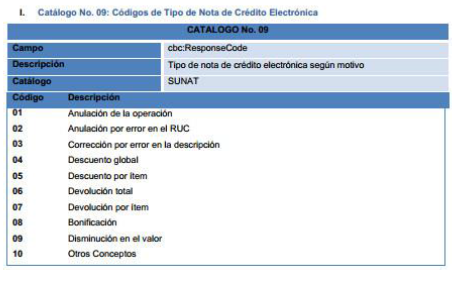 I. Catálogo No. 09: Códigos de Tipo de Nota de Crédito Electrónica
CATALOGO No. 09
Campo cbc:ResponseCode
Descripción Tipo de nota de crédito electrónica según motivo
Catálogo SUNAT
Código Descripción
01 Anulación de la operación
02 Anulación por error en el RUC
03 Corrección por error en la descripción
04 Descuento global
05 Descuento por ítem
06 Devolución total
07 Devolución por ítem
08 Bonificación
09 Disminución en el valor
10 Otros Conceptos